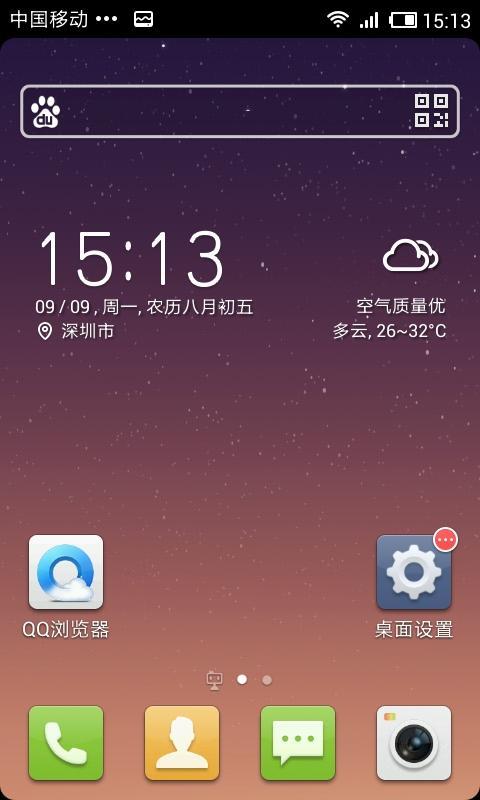 中国移动 ••• 15:13
du
15:13
09/09,周一,农历八月初五
深圳市
空气质量优
多云, 26~32°C
QQ浏览器
桌面设置